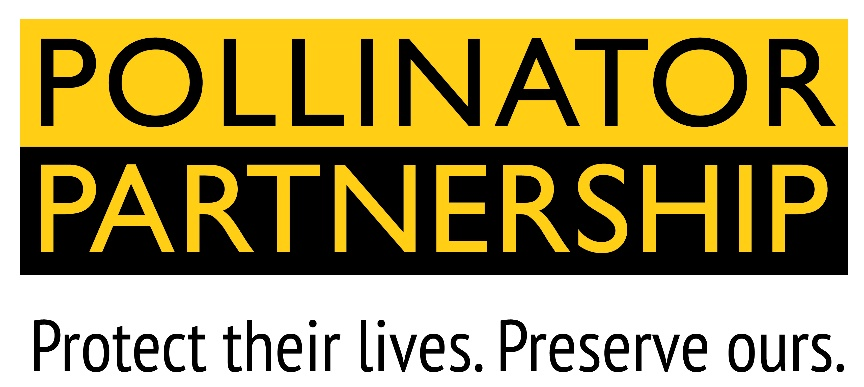 POLLINATOR
PARTNERSHIP
Protect their lives. Preserve ours.